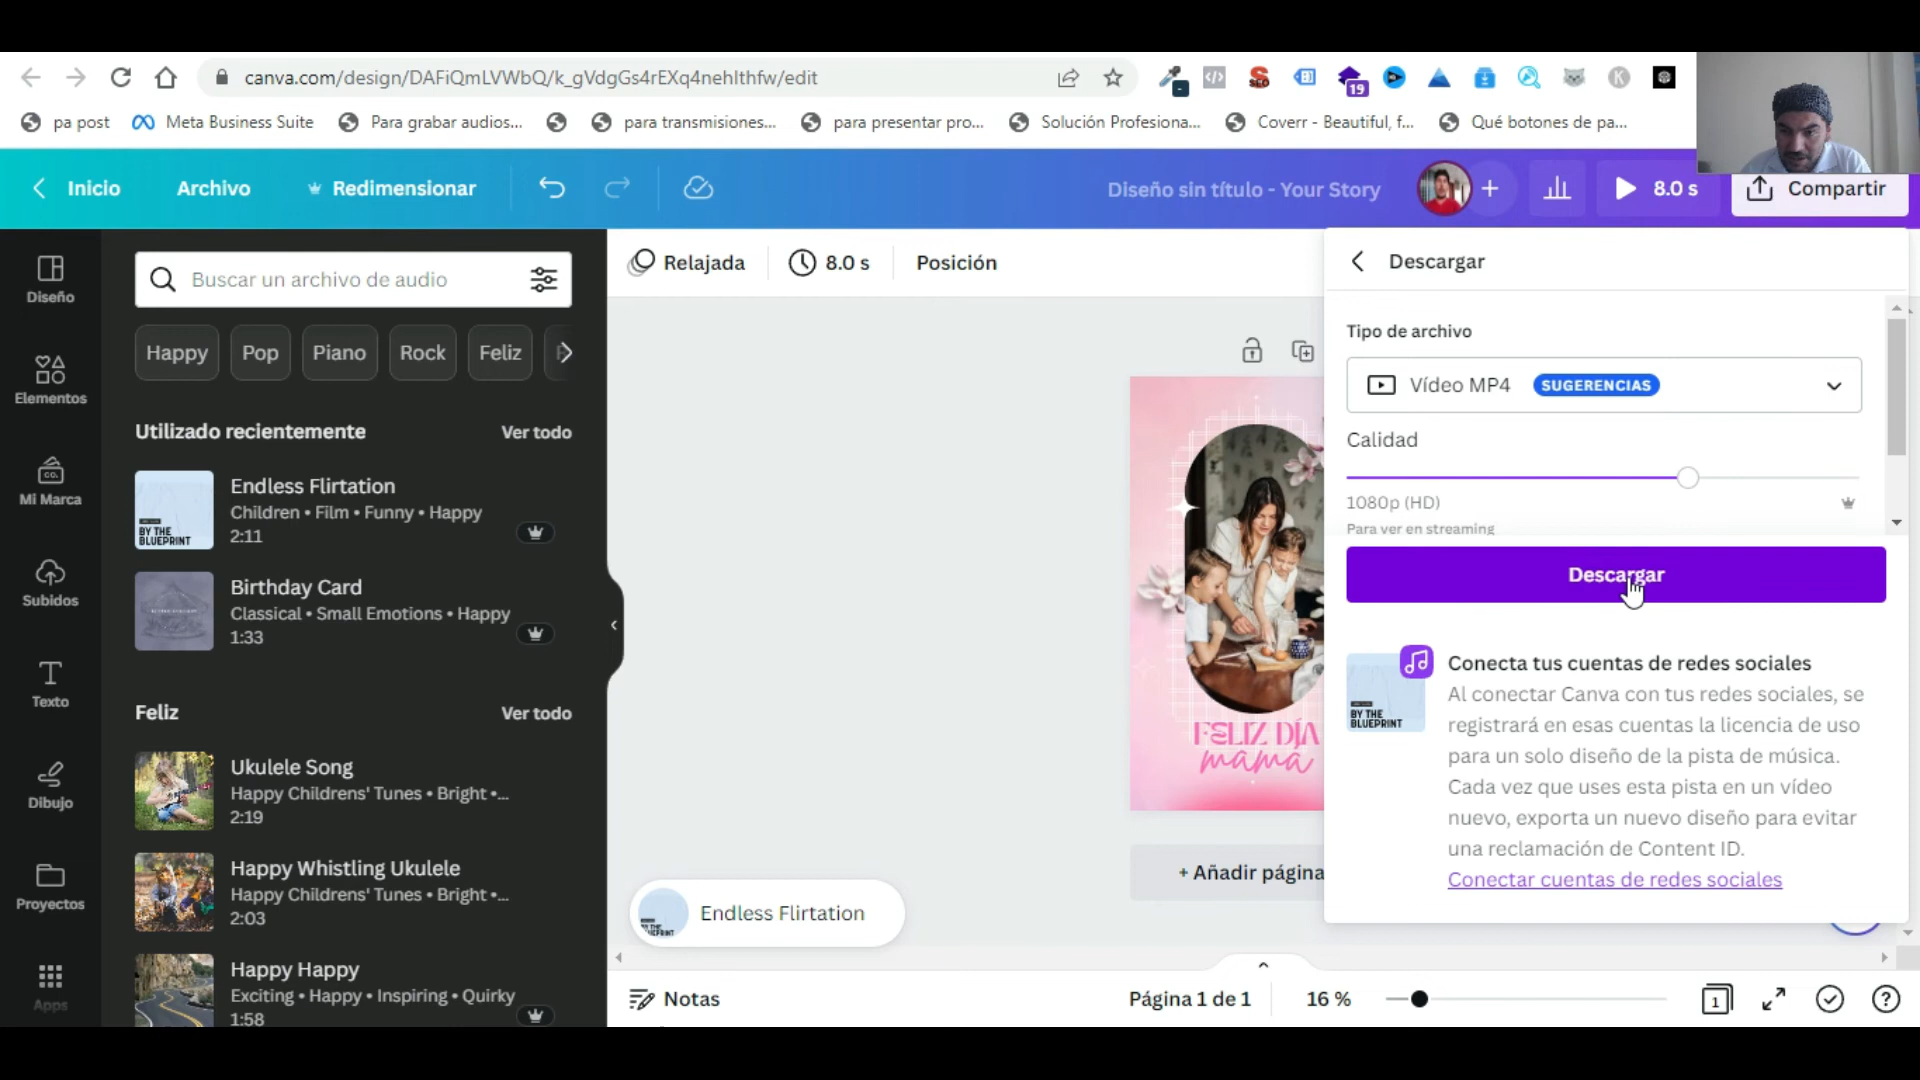 canva.com/design/DAFiQmLVWbQ/k_gVdgGs4rEXq4nehlthfw/edit
19
pa post
Meta Business Suite
Para grabar audios...
para transmisiones...
para presentar pro...
Solución Profesiona...
Coverr - Beautiful, f...
Qué botones de pa...
Inicio
Archivo
Redimensionar
Diseño sin título - Your Story
8.0 s
Compartir
Diseño
Elementos
Mi Marca
Subidos
Texto
Dibujo
Proyectos
Apps
Buscar un archivo de audio
Happy
Pop
Piano
Rock
Feliz
Utilizado recientemente
Ver todo
BY THE
BLUEPRINT
Endless Flirtation
Children • Film • Funny • Happy
2:11
Birthday Card
Classical • Small Emotions • Happy
1:33
Feliz
Ver todo
Ukulele Song
Happy Childrens' Tunes • Bright •...
2:19
Happy Whistling Ukulele
Happy Childrens' Tunes • Bright •...
2:03
Happy Happy
Exciting • Happy • Inspiring • Quirky
1:58
Relajada
8.0 s
Posición
FELIZ DÍA
mamá
+ Añadir página
Endless Flirtation
Notas
Página 1 de 1
16 %
1
Descargar
Tipo de archivo
Vídeo MP4
SUGERENCIAS
Calidad
1080p (HD)
Para ver en streaming
Descargar
BY THE
BLUEPRINT
Conecta tus cuentas de redes sociales
Al conectar Canva con tus redes sociales, se
registrará en esas cuentas la licencia de uso
para un solo diseño de la pista de música.
Cada vez que uses esta pista en un vídeo
nuevo, exporta un nuevo diseño para evitar
una reclamación de Content ID.
Conectar cuentas de redes sociales